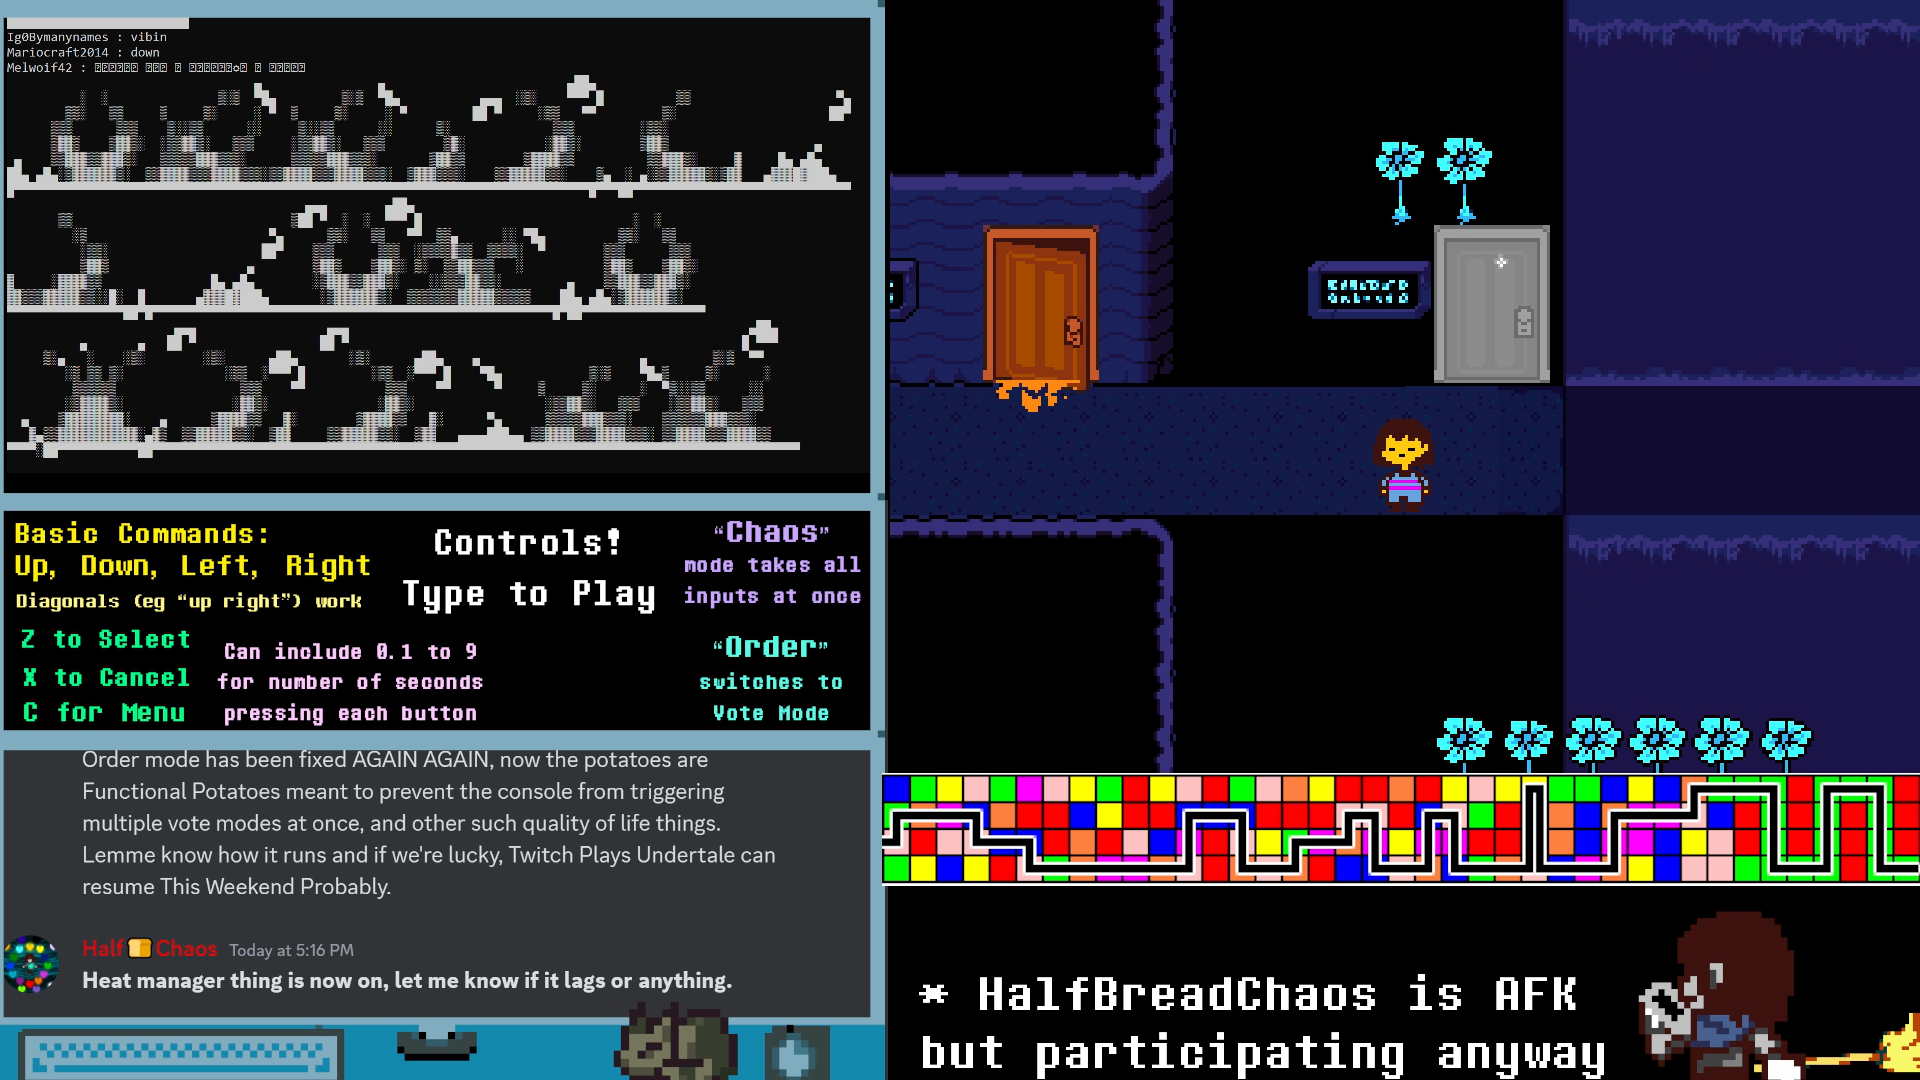 Ig0Bymanynames : vibin
Mariocraft2014 : down
Melwoif42 :
Basic Commands:
Up, Down, Left, Right
Diagonals (eg “up right”) work
Z to Select
X to Cancel
C for Menu
Controls!
Type to Play
Can include 0.1 to 9
for number of seconds
pressing each button
“Chaos”
mode takes all
inputs at once
“Order”
switches to
Vote Mode
Order mode has been fixed AGAIN AGAIN, now the potatoes are
Functional Potatoes meant to prevent the console from triggering
multiple vote modes at once, and other such quality of life things.
Lemme know how it runs and if we're lucky, Twitch Plays Undertale can
resume This Weekend Probably.
Half🍞Chaos Today at 5:16 PM
Heat manager thing is now on, let me know if it lags or anything.
* HalfBreadChaos is AFK
but participating anyway